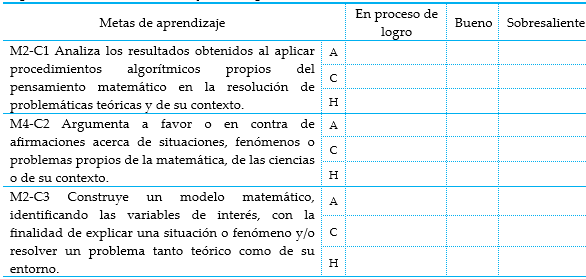 Metas de aprendizaje En proceso de logro Bueno Sobresaliente
M2-C1 Analiza los resultados obtenidos al aplicar
procedimientos algorítmicos propios del
pensamiento matemático en la resolución de
problemáticas teóricas y de su contexto.
A
C
H
M4-C2 Argumenta a favor o en contra de
afirmaciones acerca de situaciones, fenómenos o
problemas propios de la matemática, de las ciencias
o de su contexto.
A
C
H
M2-C3 Construye un modelo matemático,
identificando las variables de interés, con la
finalidad de explicar una situación o fenómeno y/o
resolver un problema tanto teórico como de su
entorno.
A
C
H